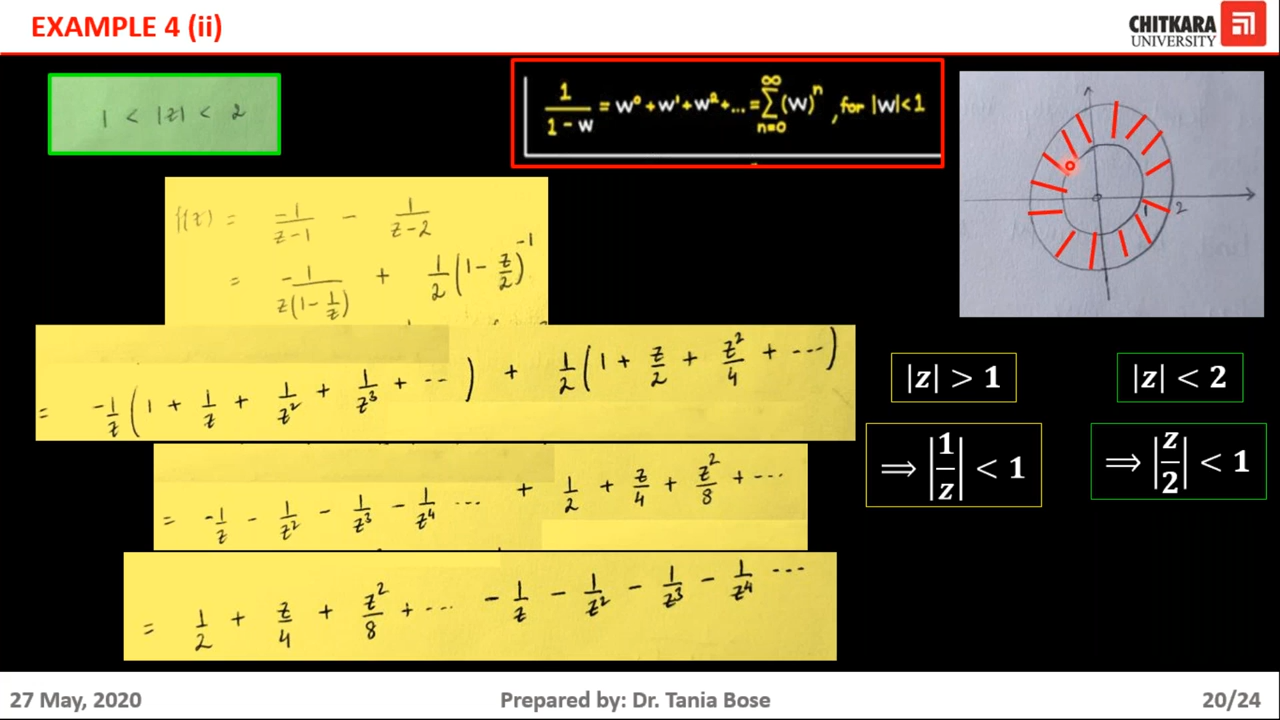 EXAMPLE 4 (ii)
CHITKARA
UNIVERSITY
1 < |z| < 2
1/(1 - w) = w⁰ + w¹ + w² + ... = ∑_{n=0}^{∞} (w)ⁿ, for |w| < 1
1 2
f(z) = -1/(z-1) - 1/(z-2)
= -1/(z(1 - 1/z)) + 1/2 (1 - z/2)⁻¹
= -1/z (1 + 1/z + 1/z² + 1/z³ + ...) + 1/2 (1 + z/2 + z²/4 + ...)
|z| > 1
|z| < 2
⟹ |1/z| < 1
⟹ |z/2| < 1
= -1/z - 1/z² - 1/z³ - 1/z⁴ ... + 1/2 + z/4 + z²/8 + ...
= 1/2 + z/4 + z²/8 + ... - 1/z - 1/z² - 1/z³ - 1/z⁴ ...
27 May, 2020
Prepared by: Dr. Tania Bose
20/24